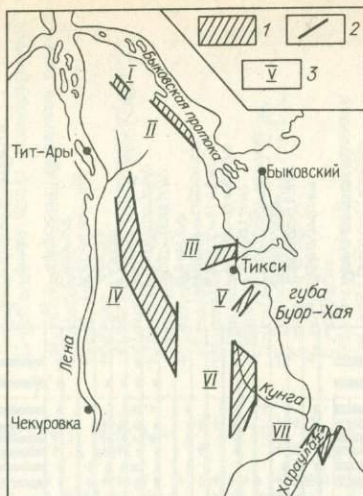 1
2
V
3
I
Быковская протока
II
Тит-Ары
Быковский
III
Тикси
IV
V
губа
Буор-Хая
Лена
VI
Кунга
Чекуровка
VII
Хараулах